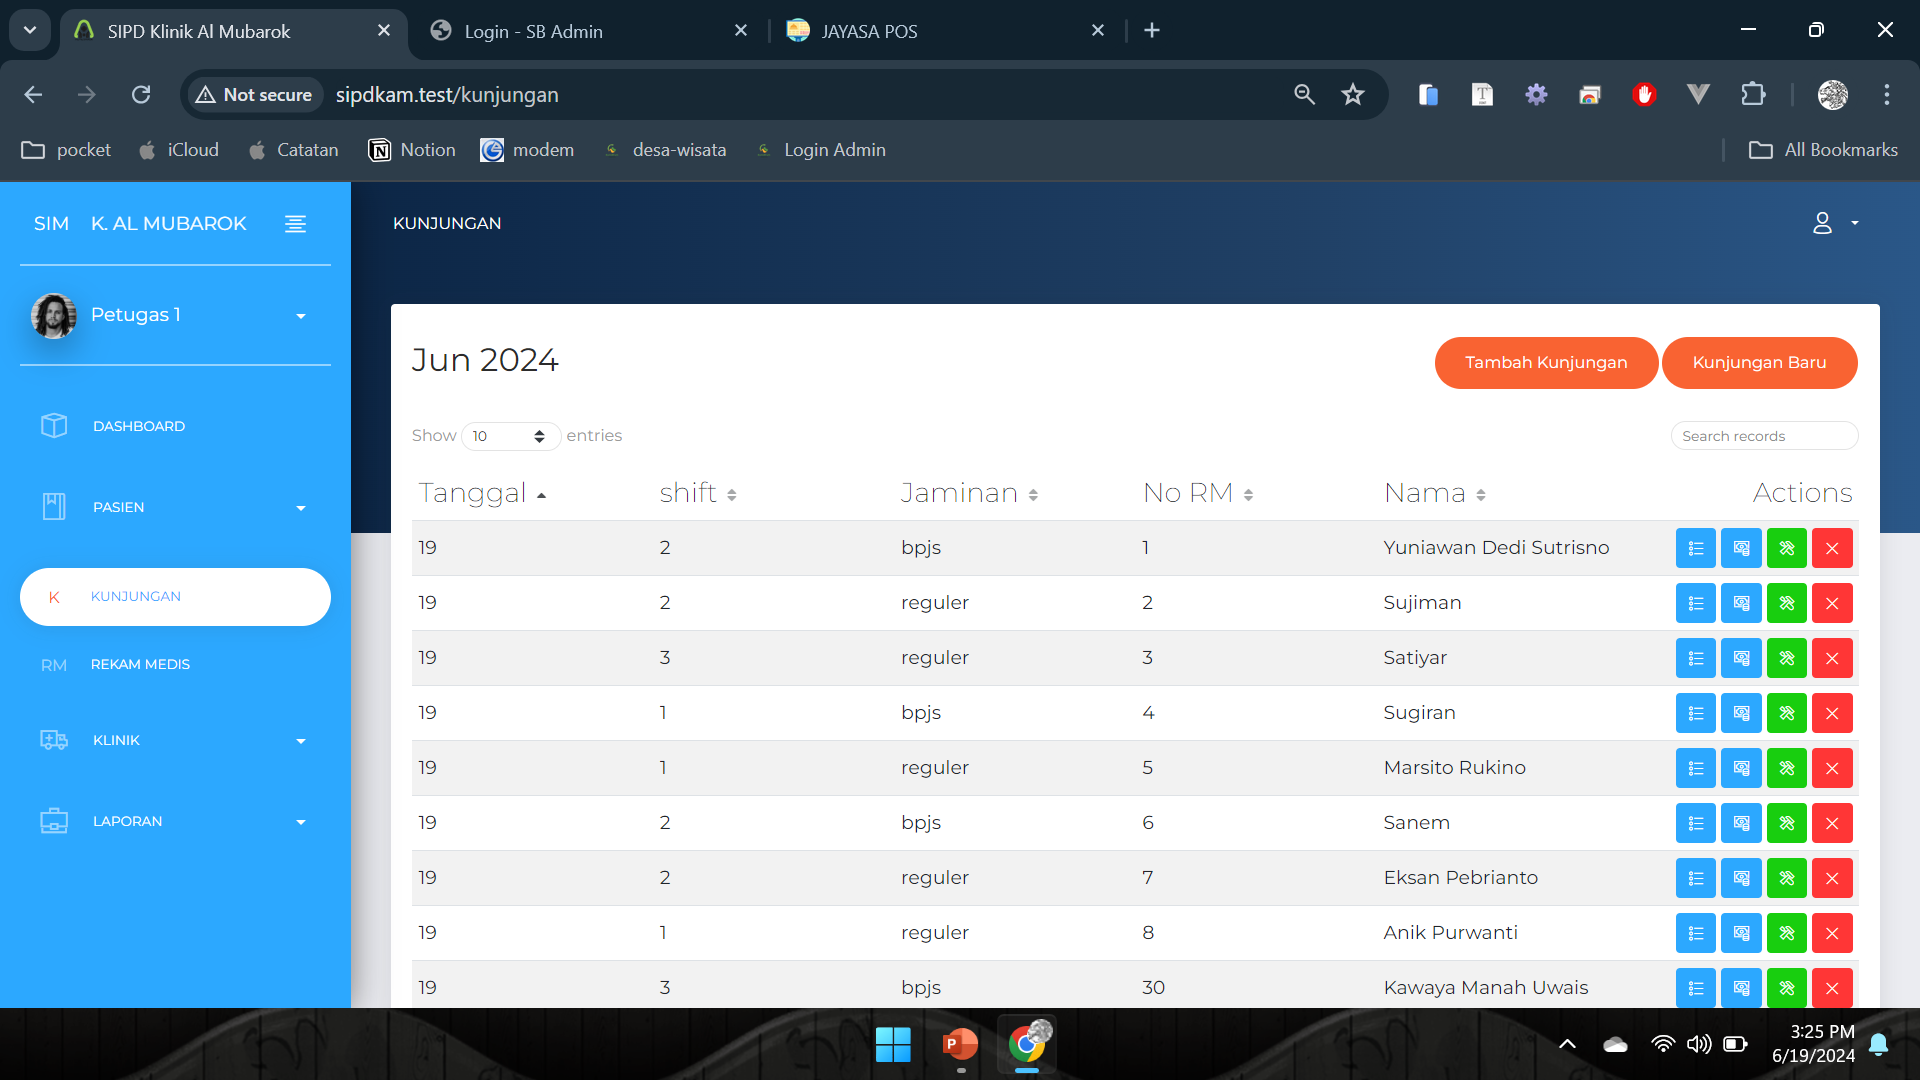 SIPD Klinik Al Mubarok
Login - SB Admin
JAYASA POS
Not secure
sipdkam.test/kunjungan
pocket
iCloud
Catatan
Notion
modem
desa-wisata
Login Admin
All Bookmarks
SIM K. AL MUBAROK
KUNJUNGAN
Petugas 1
DASHBOARD
PASIEN
K KUNJUNGAN
RM REKAM MEDIS
KLINIK
LAPORAN
Jun 2024
Tambah Kunjungan
Kunjungan Baru
Show 10 entries
Search records
Tanggal shift Jaminan No RM Nama Actions
19 2 bpjs 1 Yuniawan Dedi Sutrisno
19 2 reguler 2 Sujiman
19 3 reguler 3 Satiyar
19 1 bpjs 4 Sugiran
19 1 reguler 5 Marsito Rukino
19 2 bpjs 6 Sanem
19 2 reguler 7 Eksan Pebrianto
19 1 reguler 8 Anik Purwanti
19 3 bpjs 30 Kawaya Manah Uwais
3:25 PM
6/19/2024